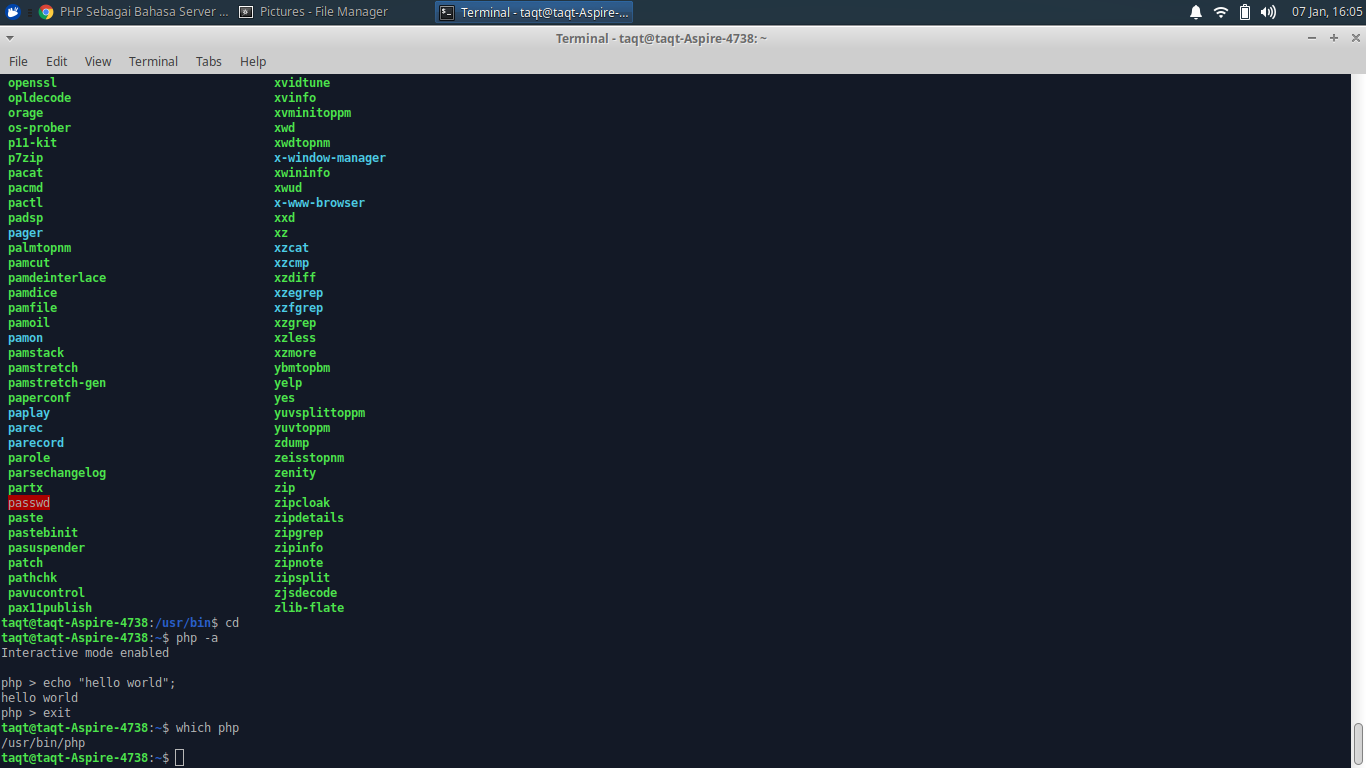 PHP Sebagai Bahasa Server ... Pictures - File Manager Terminal - taqt@taqt-Aspire-... 07 Jan, 16:05
Terminal - taqt@taqt-Aspire-4738: ~
File Edit View Terminal Tabs Help
openssl xvidtune
opldecode xvinfo
orage xvminitoppm
os-prober xwd
p11-kit xwdtopnm
p7zip x-window-manager
pacat xwininfo
pacmd xwud
pactl x-www-browser
padsp xxd
pager xz
palmtopnm xzcat
pamcut xzcmp
pamdeinterlace xzdiff
pamdice xzegrep
pamfile xzfgrep
pamoil xzgrep
pamon xzless
pamstack xzmore
pamstretch ybmtopbm
pamstretch-gen yelp
paperconf yes
paplay yuvsplittoppm
parec yuvtoppm
parecord zdump
parole zeisstopnm
parsechangelog zenity
partx zip
passwd zipcloak
paste zipdetails
pastebinit zipgrep
pasuspender zipinfo
patch zipnote
pathchk zipsplit
pavucontrol zjsdecode
pax11publish zlib-flate
taqt@taqt-Aspire-4738:/usr/bin$ cd
taqt@taqt-Aspire-4738:~$ php -a
Interactive mode enabled
php > echo "hello world";
hello world
php > exit
taqt@taqt-Aspire-4738:~$ which php
/usr/bin/php
taqt@taqt-Aspire-4738:~$